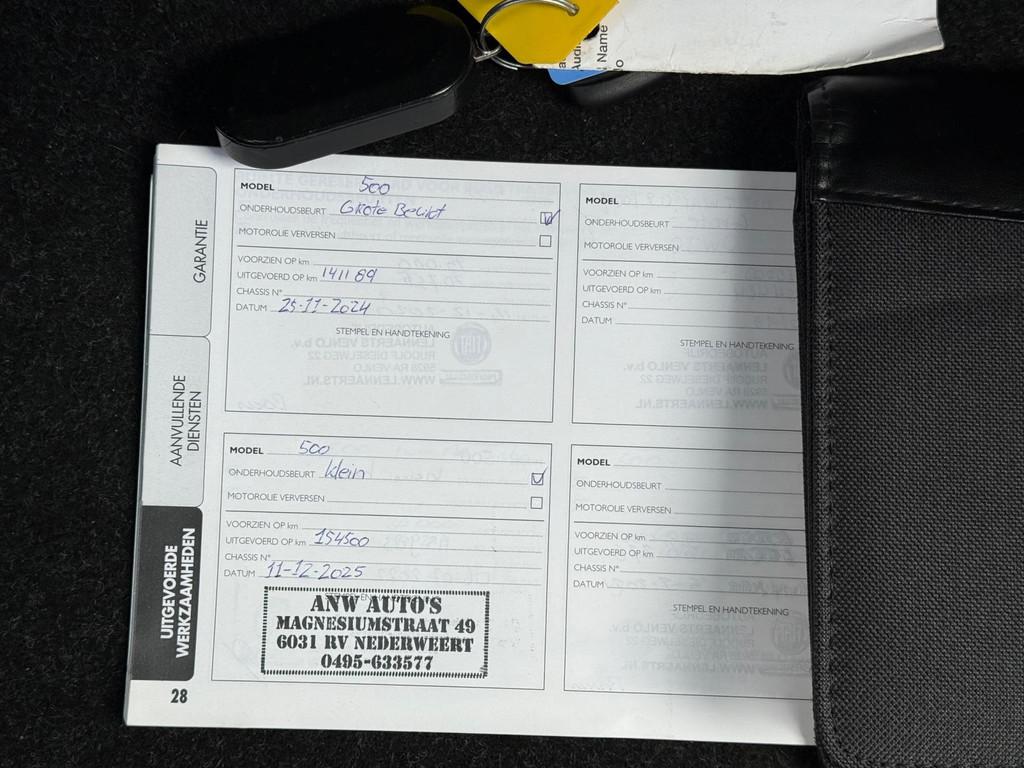 Name
GARANTIE
AANVULLENDE
DIENSTEN
UITGEVOERDE
WERKZAAMHEDEN
28
MODEL 500
ONDERHOUDSBEURT Grote Beurt
MOTOROLIE VERVERSEN
VOORZIEN OP km
UITGEVOERD OP km 141189
CHASSIS N°
DATUM 25-11-2024
STEMPEL EN HANDTEKENING
MODEL
ONDERHOUDSBEURT
MOTOROLIE VERVERSEN
VOORZIEN OP km
UITGEVOERD OP km
CHASSIS N°
DATUM
STEMPEL EN HANDTEKENING
MODEL 500
ONDERHOUDSBEURT klein
MOTOROLIE VERVERSEN
VOORZIEN OP km
UITGEVOERD OP km 154500
CHASSIS N°
DATUM 11-12-2025
ANW AUTO'S
MAGNESIUMSTRAAT 49
6031 RV NEDERWEERT
0495-633577
MODEL
ONDERHOUDSBEURT
MOTOROLIE VERVERSEN
VOORZIEN OP km
UITGEVOERD OP km
CHASSIS N°
DATUM
STEMPEL EN HANDTEKENING